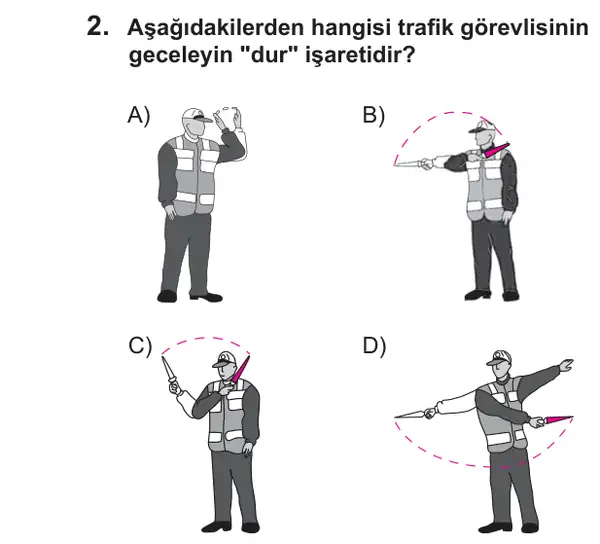 2. Aşağıdakilerden hangisi trafik görevlisinin
geceleyin "dur" işaretidir?
A)
B)
C)
D)